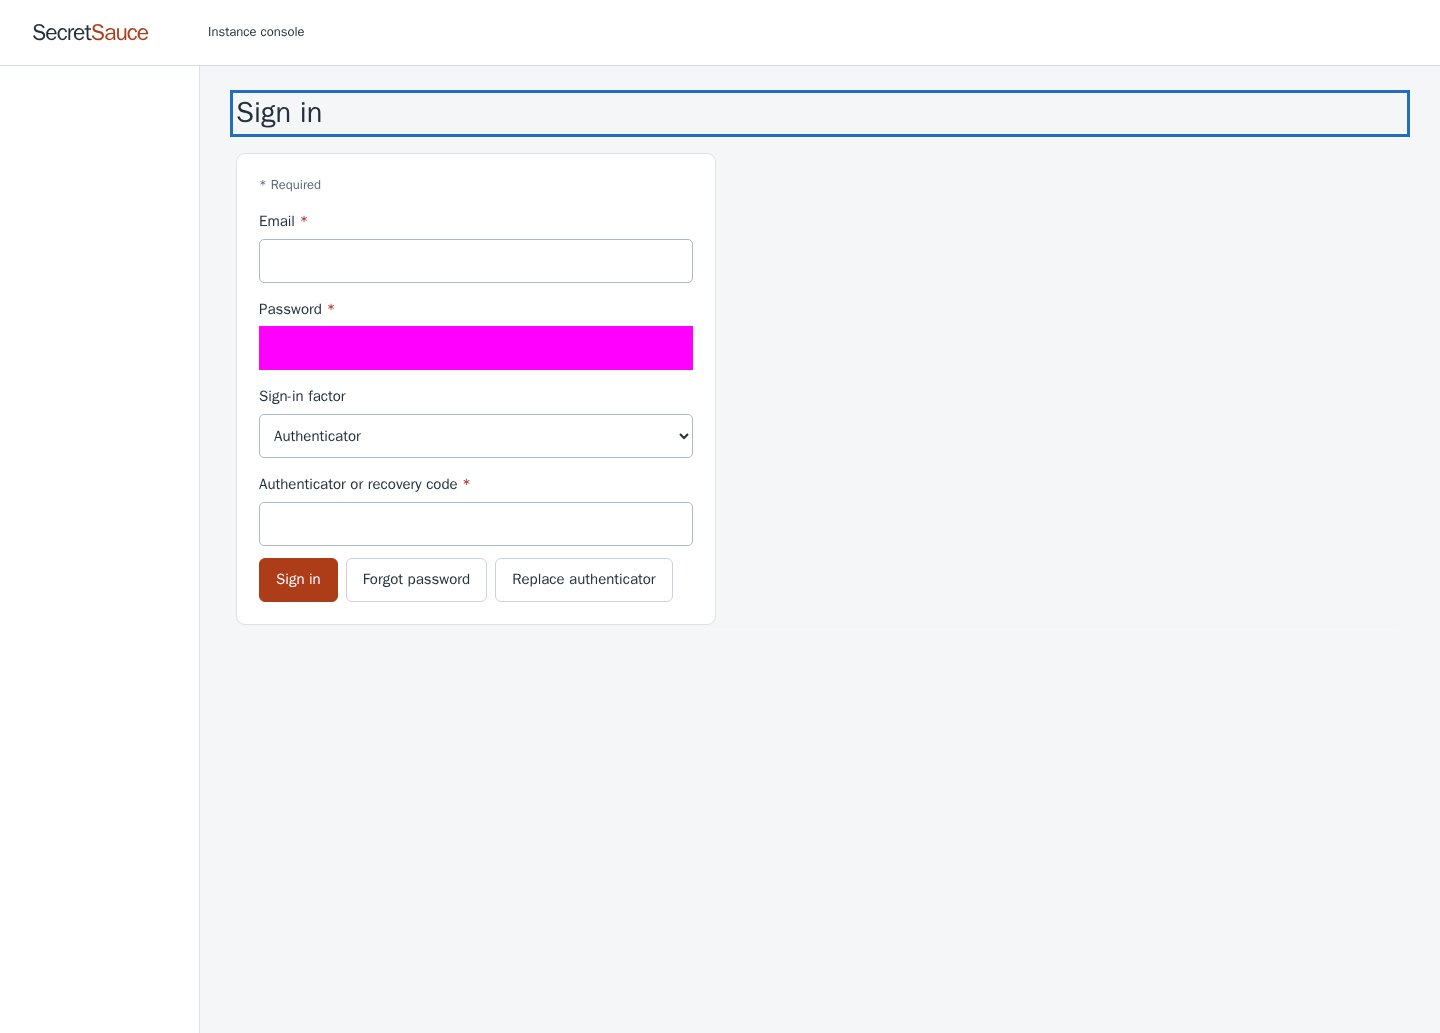 SecretSauce
Instance console
Sign in
* Required
Email *
Password *
Sign-in factor
Authenticator
Authenticator or recovery code *
Sign in
Forgot password
Replace authenticator